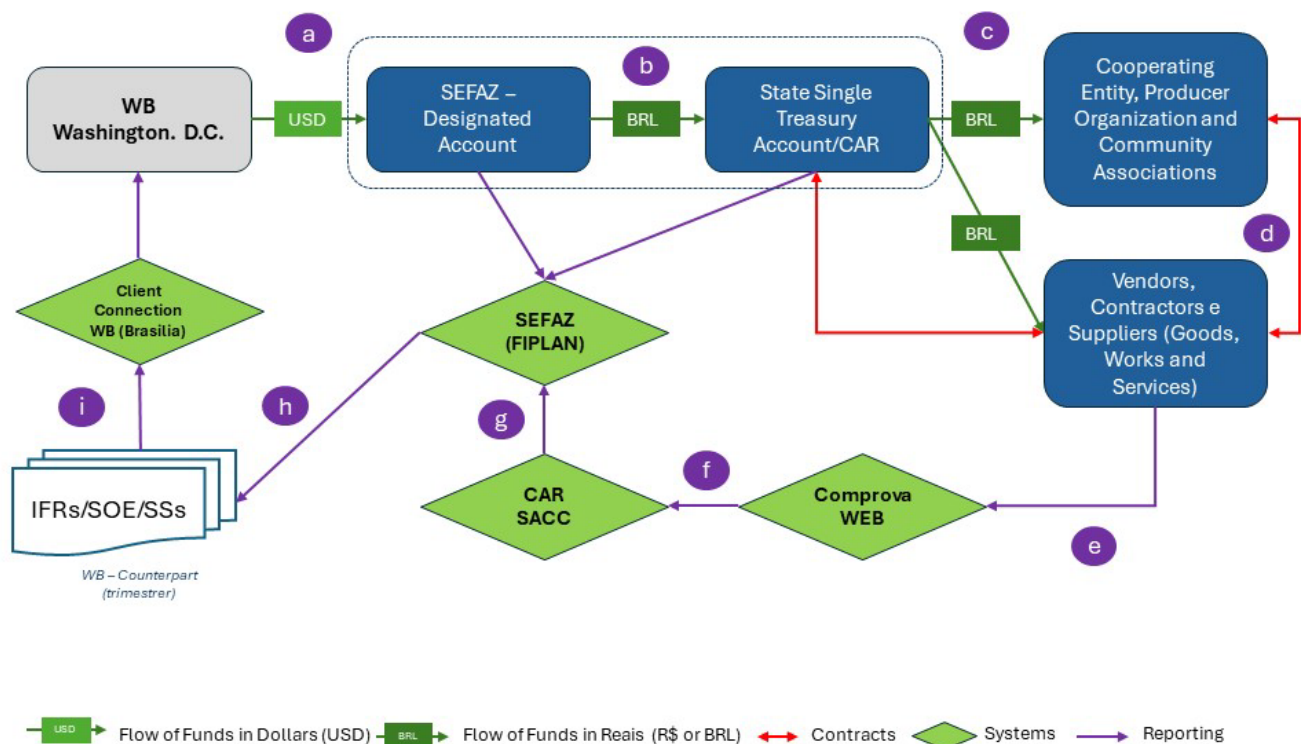 a
b
c
WB
Washington. D.C.
USD
SEFAZ –
Designated
Account
BRL
State Single
Treasury
Account/CAR
BRL
Cooperating
Entity, Producer
Organization and
Community
Associations
BRL
d
Client
Connection
WB (Brasilia)
SEFAZ
(FIPLAN)
Vendors,
Contractors e
Suppliers (Goods,
Works and
Services)
i
h
g
f
e
IFRs/SOE/SSs
CAR
SACC
Comprova
WEB
WB – Counterpart
(trimestrer)
USD Flow of Funds in Dollars (USD) BRL Flow of Funds in Reais (R$ or BRL) Contracts Systems Reporting